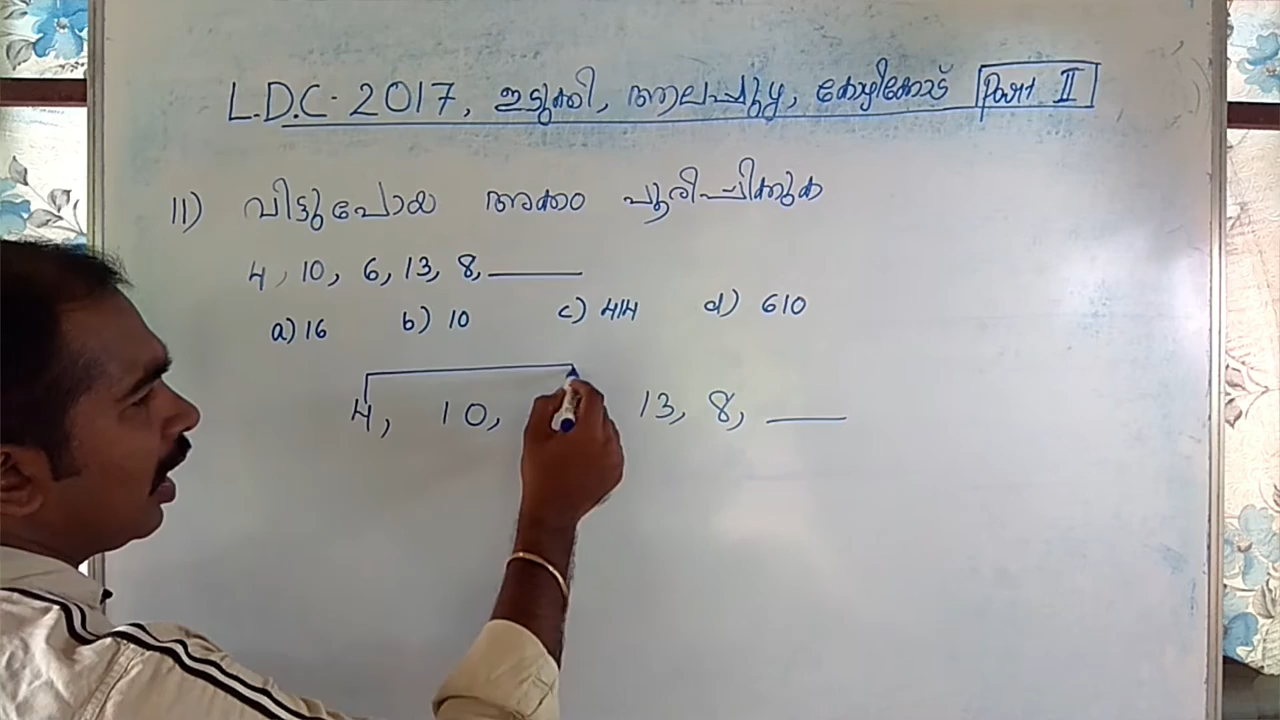 L.D.C. 2017, ഇടുക്കി, ആലപ്പുഴ, കോഴിക്കോട് Part II
11) വിട്ടുപോയ അക്കം പൂരിപ്പിക്കുക
4, 10, 6, 13, 8, ______
a) 16 b) 10 c) 414 d) 610
4, 10, 13, 8, ____